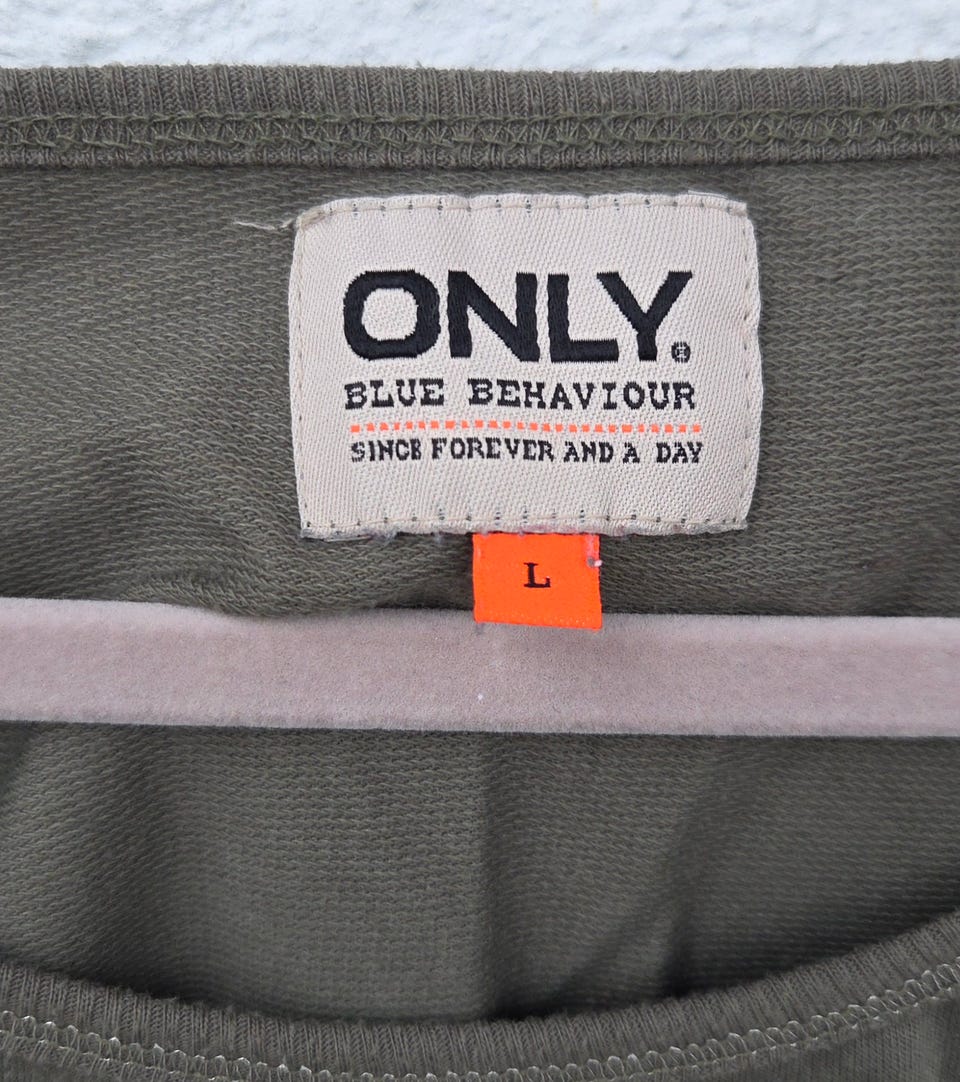 ONLY®
BLUE BEHAVIOUR
SINCE FOREVER AND A DAY
L